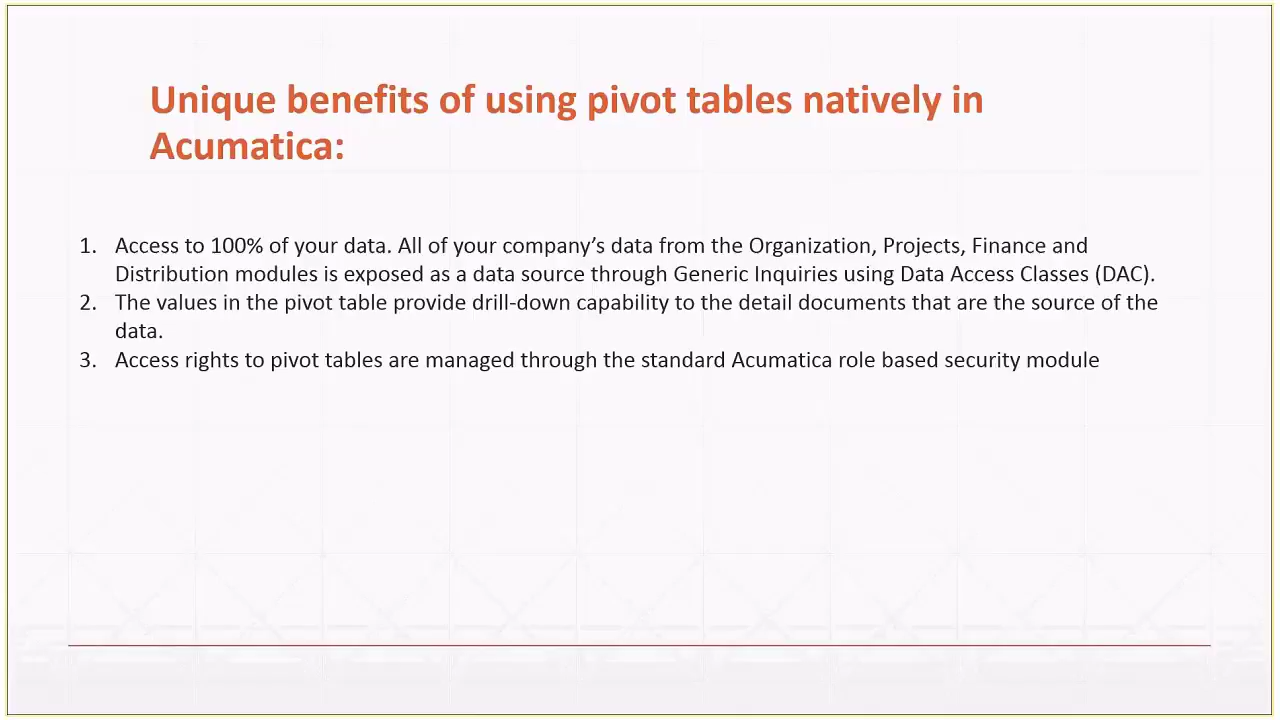 Unique benefits of using pivot tables natively in
Acumatica:
1. Access to 100% of your data. All of your company’s data from the Organization, Projects, Finance and
Distribution modules is exposed as a data source through Generic Inquiries using Data Access Classes (DAC).
2. The values in the pivot table provide drill-down capability to the detail documents that are the source of the
data.
3. Access rights to pivot tables are managed through the standard Acumatica role based security module